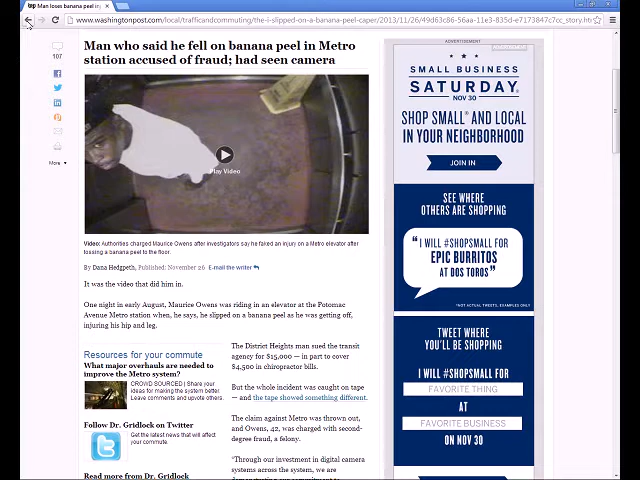 Man loses banana peel in
www.washingtonpost.com/local/trafficandcommuting/the-i-slipped-on-a-banana-peel-caper/2013/11/26/49d63c86-56aa-11e3-8304-caf30787c0a9_story.html
Man who said he fell on banana peel in Metro
station accused of fraud; had seen camera
107
More
Play Video
Video: Authorities charged Maurice Owens after investigators say he faked an injury on a Metro elevator after
tossing a banana peel to the floor.
By Dana Hedgpeth, Published: November 26 E-mail the writer
It was the video that did him in.
One night in early August, Maurice Owens was riding in an elevator at the Potomac
Avenue Metro station when, he says, he slipped on a banana peel as he was getting off,
injuring his hip and leg.
Resources for your commute
What major overhauls are needed to
improve the Metro system?
CROWD SOURCED | Share your
ideas for making the system better.
Leave comments and upvote others.
Follow Dr. Gridlock on Twitter
Get the latest news that will affect
your commute.
Read more from Dr. Gridlock
The District Heights man sued the transit
agency for $15,000 — in part to cover
$4,500 in chiropractor bills.
But the whole incident was caught on tape
— and the tape showed something different.
The claim against Metro was thrown out,
and Owens, 42, was charged with second-
degree fraud, a felony.
"Through our investment in digital camera
systems across the system, we are
ADVERTISEMENT
SMALL BUSINESS
SATURDAY
NOV 30
SHOP SMALL® AND LOCAL
IN YOUR NEIGHBORHOOD
JOIN IN
SEE WHERE
OTHERS ARE SHOPPING
"I WILL #SHOPSMALL FOR
EPIC BURRITOS
AT DOS TOROS"
*NOT ACTUAL TWEETS, EXAMPLES ONLY
TWEET WHERE
YOU'LL BE SHOPPING
I WILL #SHOPSMALL FOR
FAVORITE THING
AT
FAVORITE BUSINESS
ON NOV 30